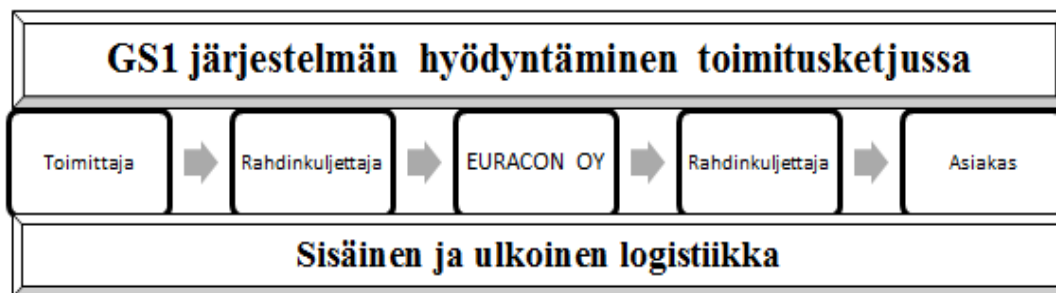 GS1 järjestelmän hyödyntäminen toimitusketjussa
Toimittaja
Rahdinkuljettaja
EURACON OY
Rahdinkuljettaja
Asiakas
Sisäinen ja ulkoinen logistiikka